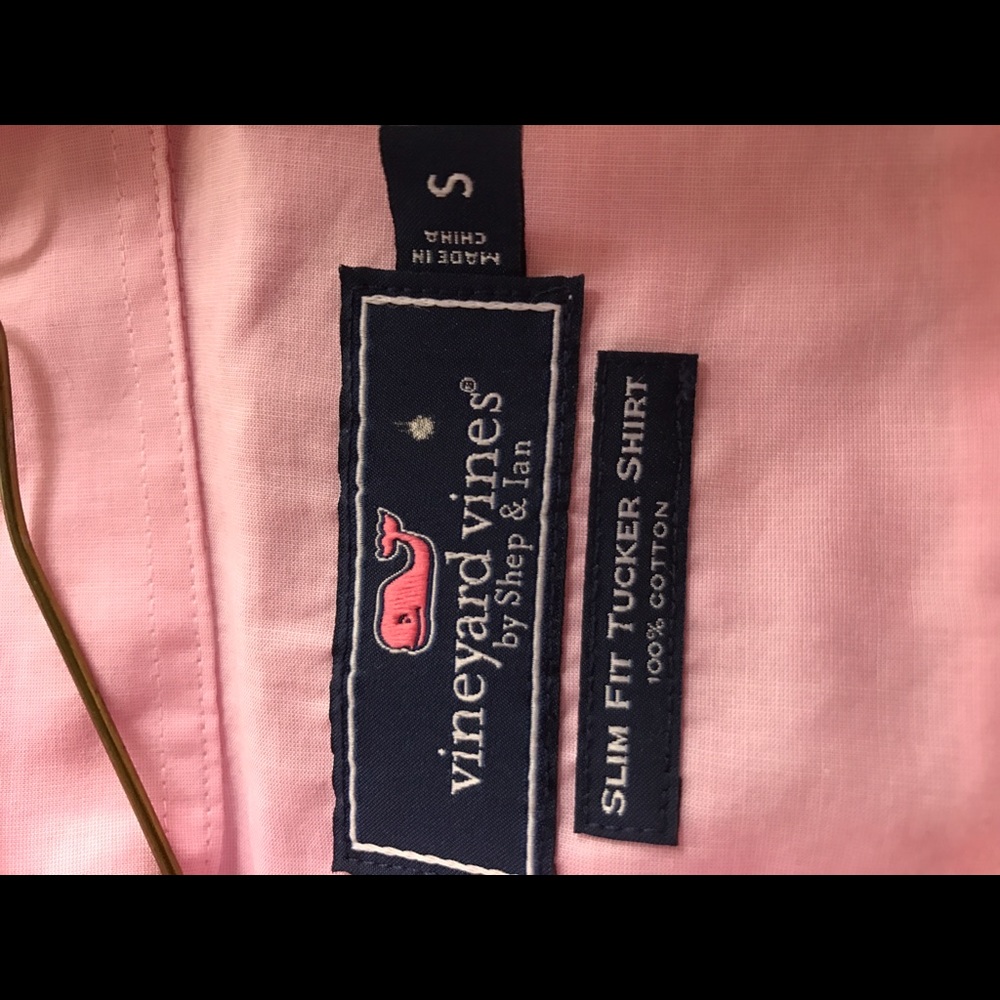 S
MADE IN
CHINA
vineyard vines®
by Shep & Ian
SLIM FIT TUCKER SHIRT
100% COTTON